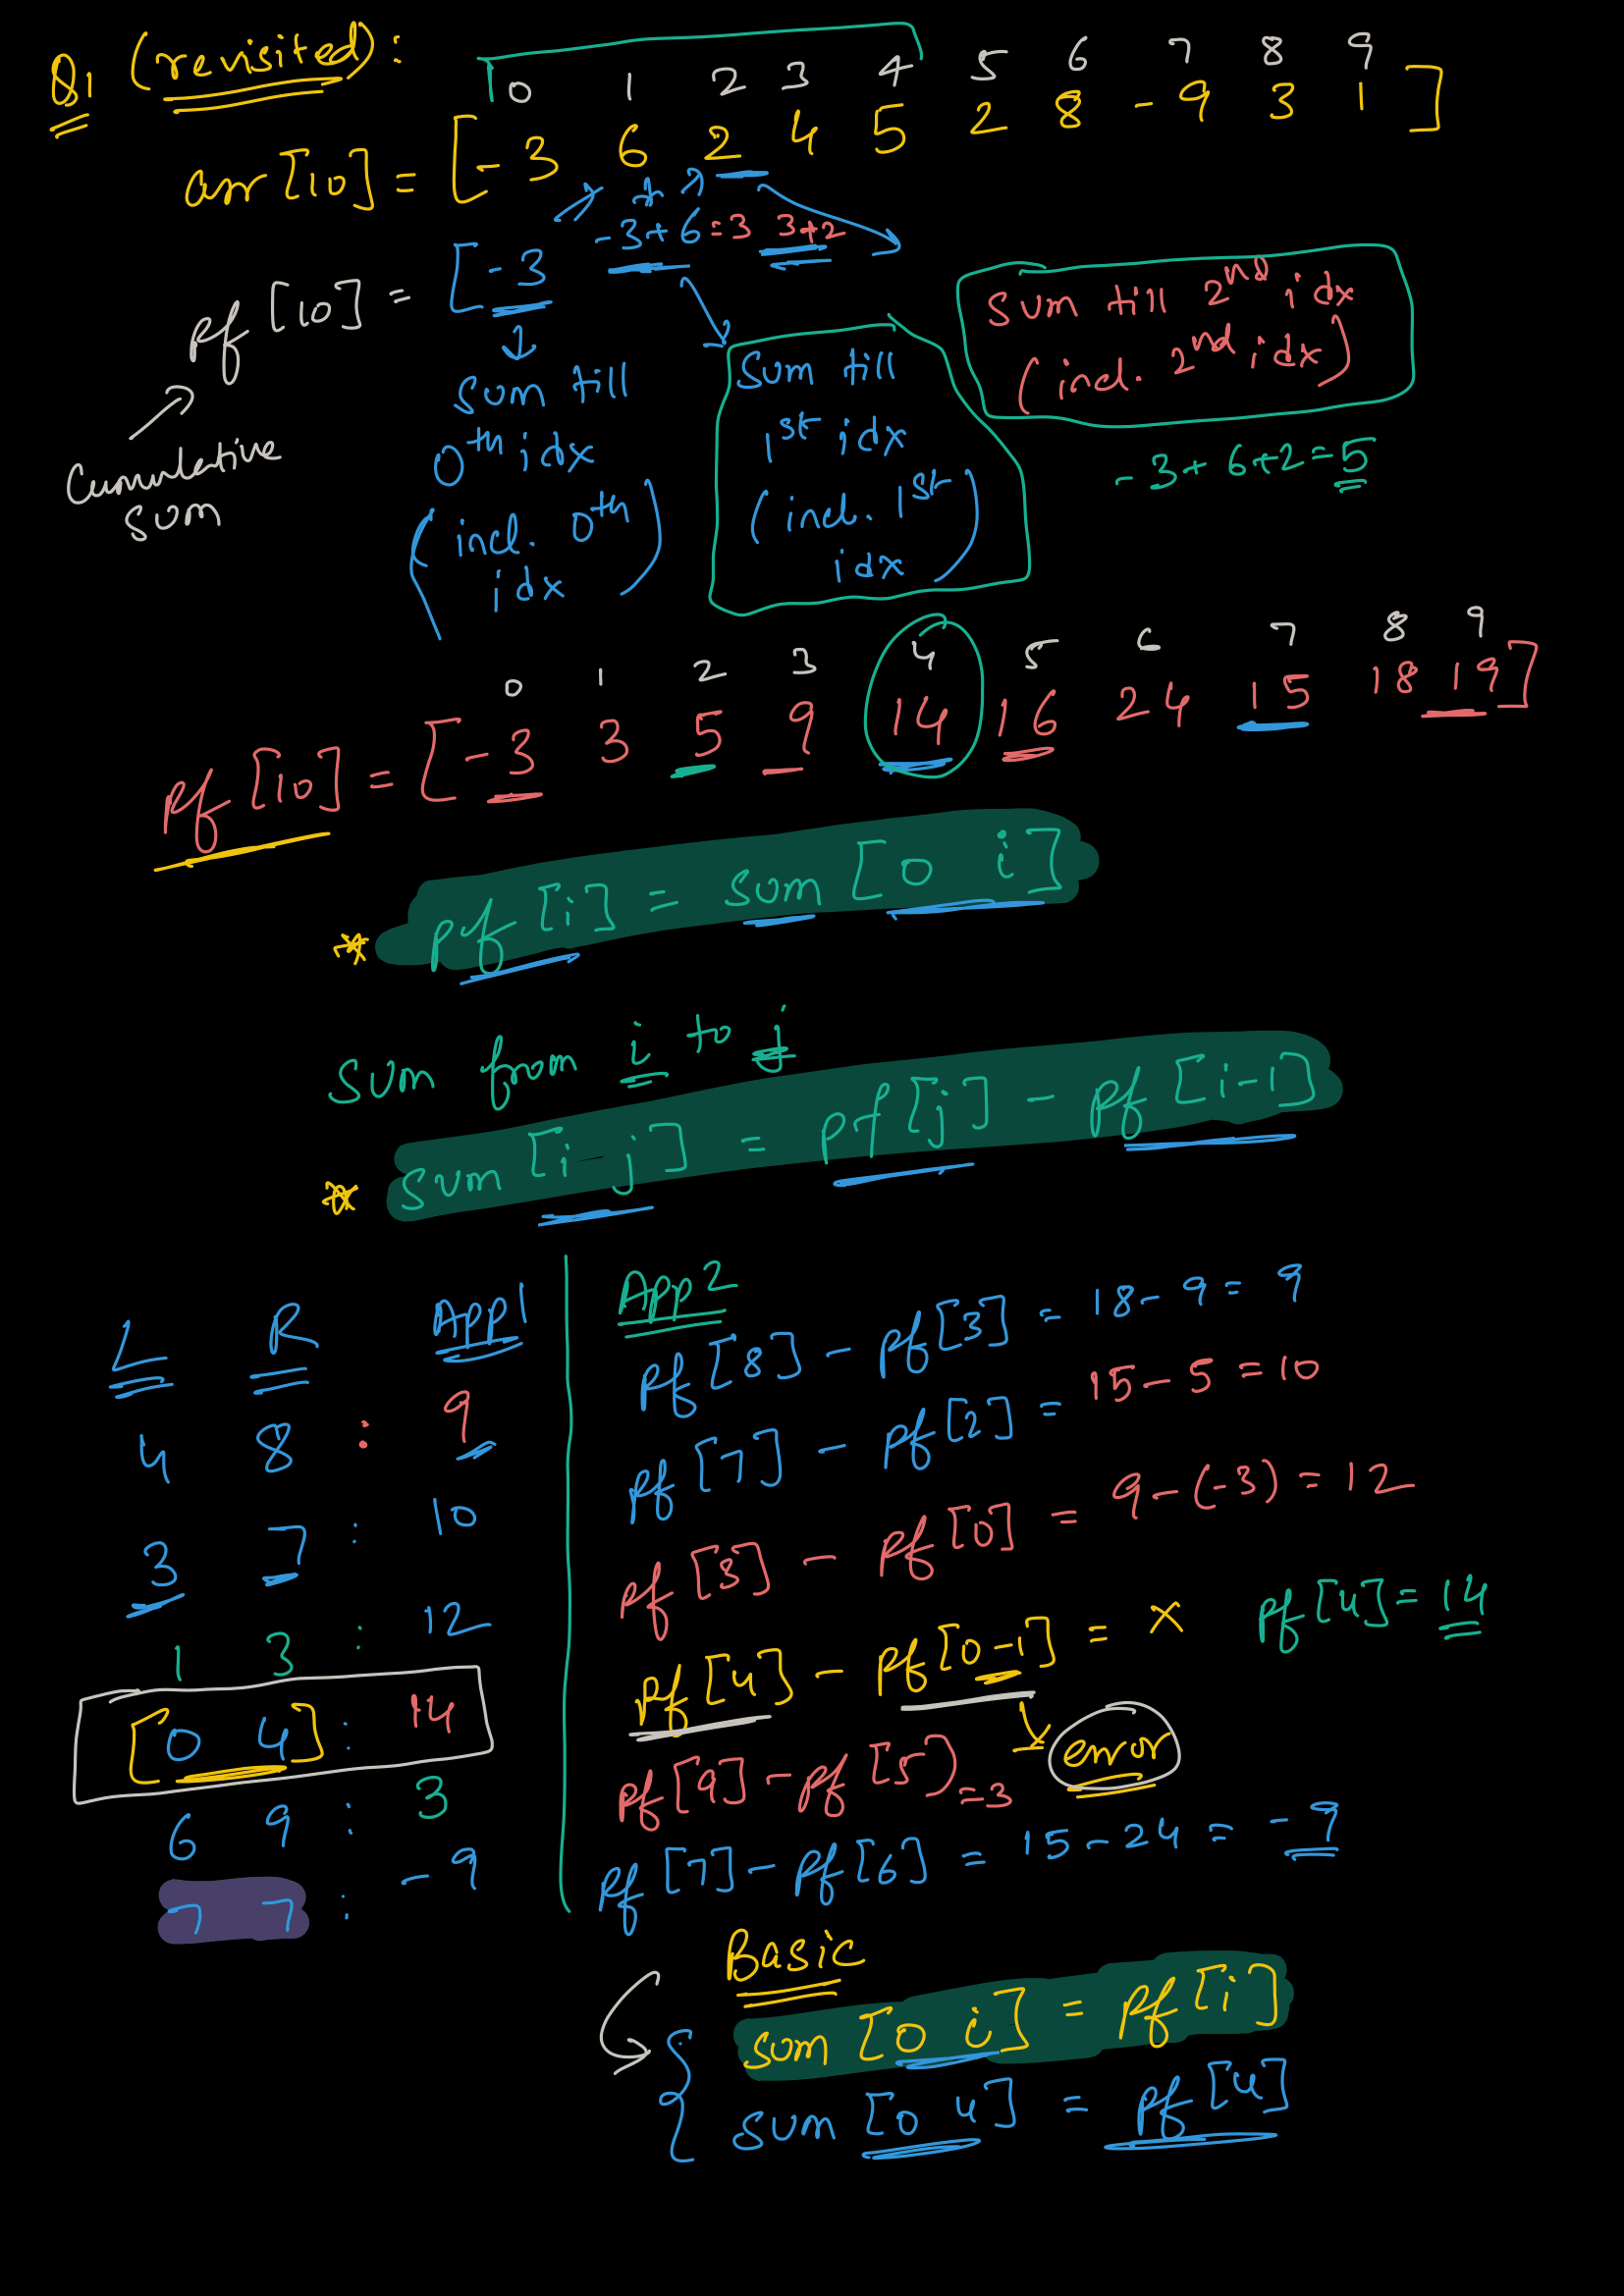 Q1 (revisited):
0 1 2 3 4 5 6 7 8 9
arr [10] = [-3 6 2 4 5 2 8 -9 3 1]
+
pf [10] = [-3 -3+6=3 3+2
Cumulative
sum
Sum till
0th idx
(incl. 0th
idx)
Sum till
1st idx
(incl. 1st
idx)
Sum till 2nd idx
(incl. 2nd idx)
-3+6+2=5
0 1 2 3 4 5 6 7 8 9
pf [10] = [-3 3 5 9 14 16 24 15 18 19]
* pf [i] = sum [0 i]
Sum from i to j
* sum [i - j] = pf [j] - pf [i-1]
L R App1
4 8 : 9
3 7 : 10
1 3 : 12
[0 4] : 14
6 9 : 3
7 7 : -9
App2
pf [8] - pf [3] = 18-9 = 9
pf [7] - pf [2] = 15-5 = 10
pf [3] - pf [0] = 9-(-3) = 12
pf [4] - pf [0-1] = x pf [4] = 14
error
pf [9] - pf [5) = 3
pf [7] - pf [6] = 15-24 = -9
Basic
sum [0 i] = pf [i]
sum [0 4] = pf [4]